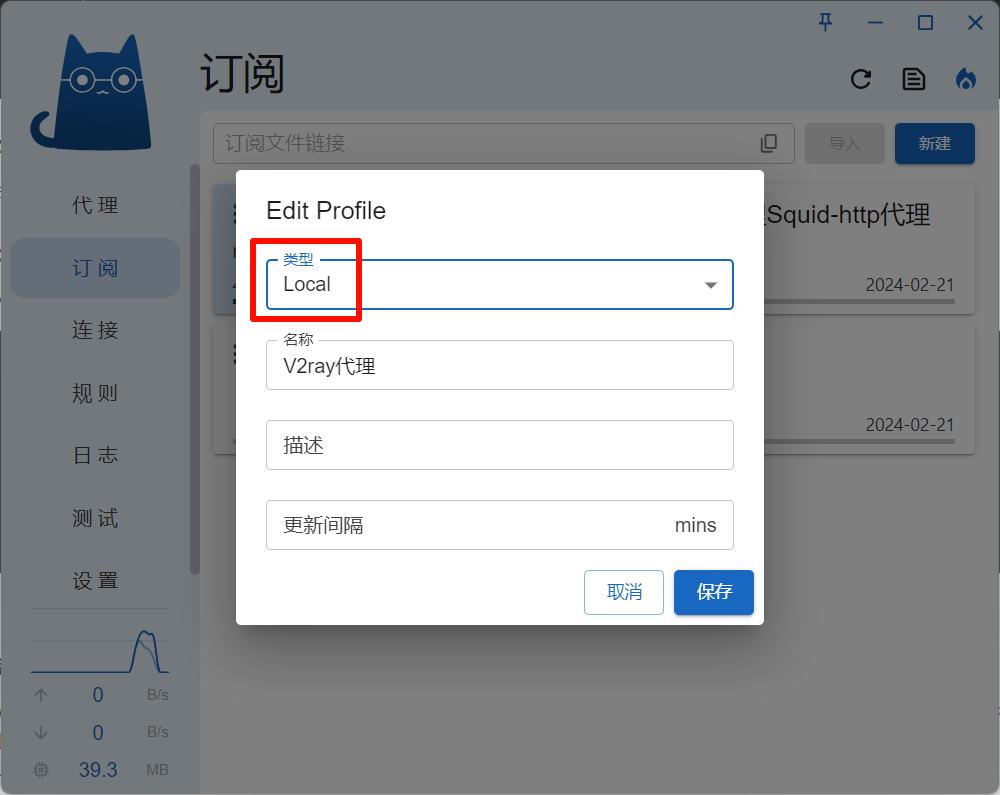 订阅
订阅文件链接
导入
新建
代 理
订 阅
连 接
规 则
日 志
测 试
设 置
Squid-http代理
2024-02-21
2024-02-21
Edit Profile
类型
Local
名称
V2ray代理
描述
更新间隔
mins
取消
保存
0
B/s
0
B/s
39.3
MB